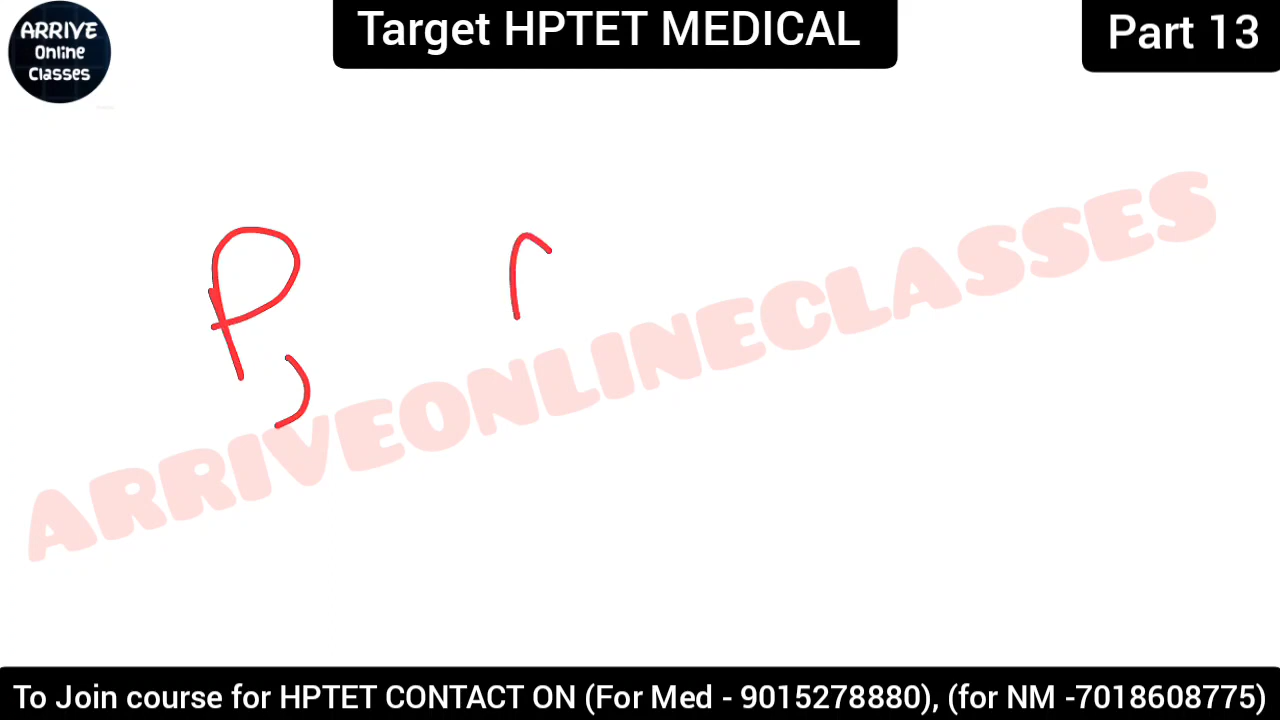 ARRIVE
Online
Classes
Target HPTET MEDICAL
Part 13
P,
ARRIVEONLINECLASSES
To Join course for HPTET CONTACT ON (For Med - 9015278880), (for NM -7018608775)